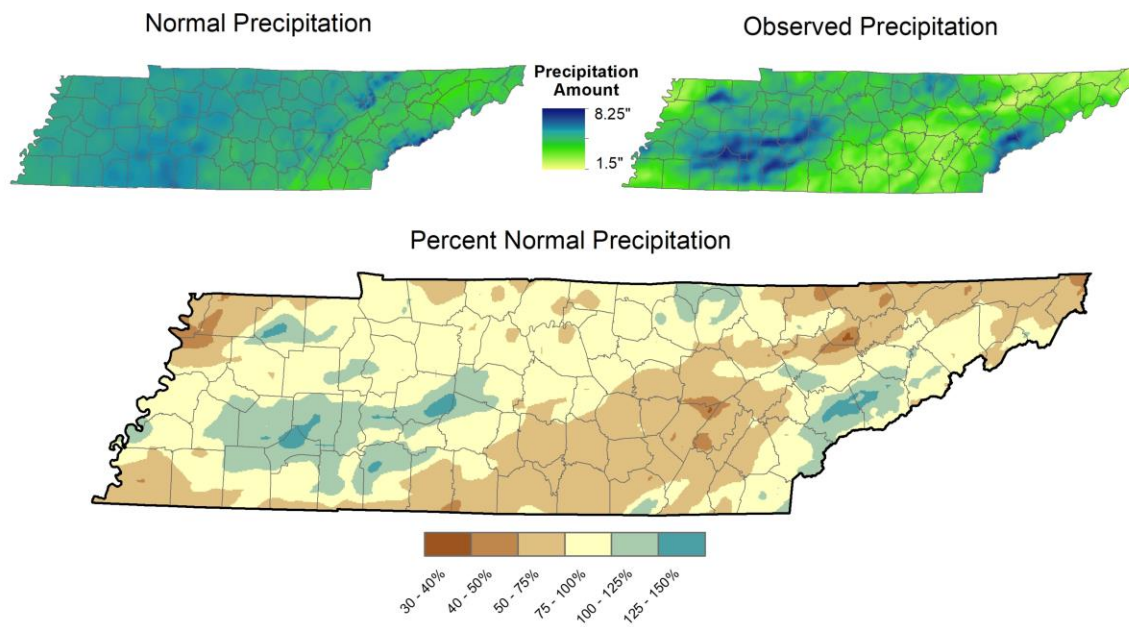 Normal Precipitation
Observed Precipitation
Precipitation
Amount
8.25"
1.5"
Percent Normal Precipitation
30 - 40%
40 - 50%
50 - 75%
75 - 100%
100 - 125%
125 - 150%